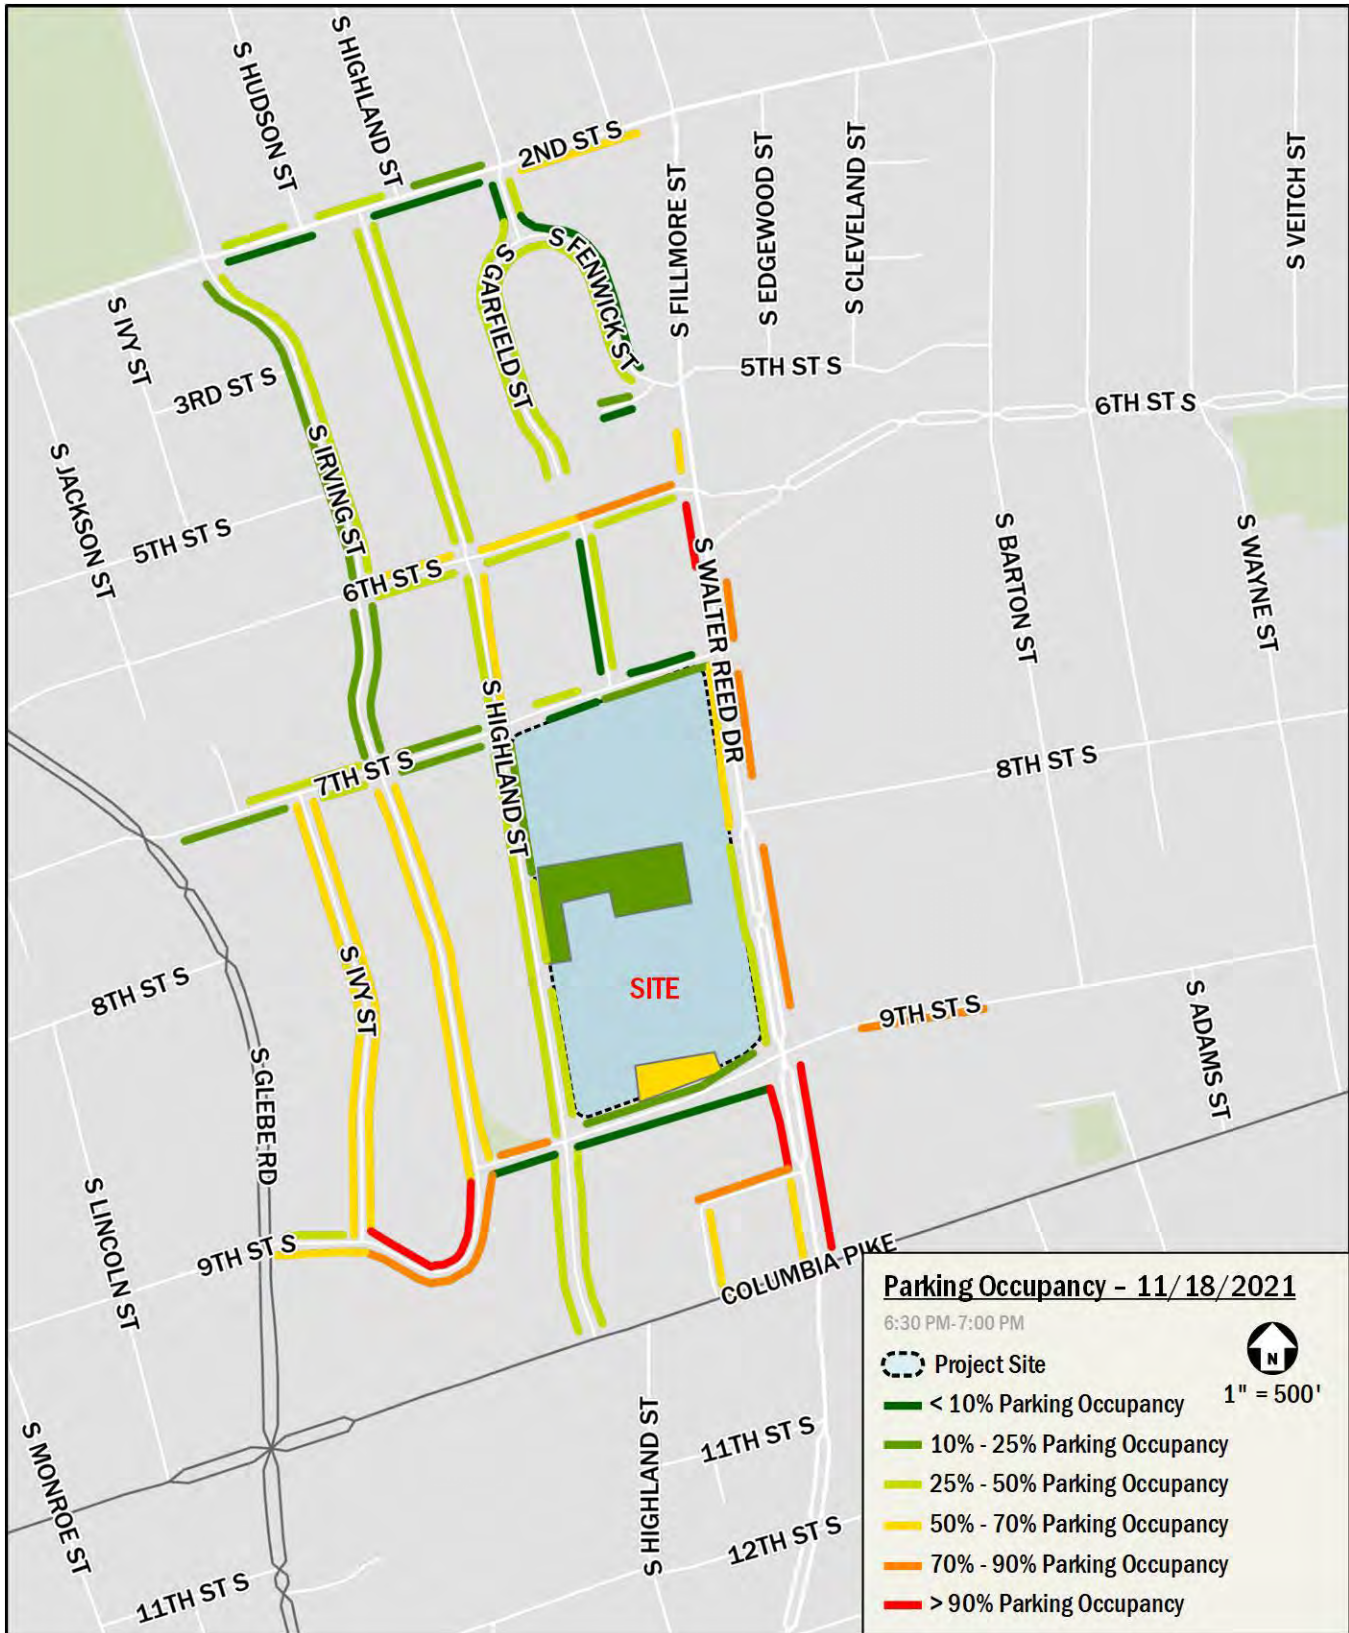 S HUDSON ST
S HIGHLAND ST
2ND ST S
S FILLMORE ST
S EDGEWOOD ST
S CLEVELAND ST
S VEITCH ST
S FENWICK ST
S GARFIELD ST
S IVY ST
3RD ST S
5TH ST S
6TH ST S
S IRVING ST
S JACKSON ST
5TH ST S
6TH ST S
S WALTER REED DR
S BARTON ST
S WAYNE ST
S HIGHLAND ST
7TH ST S
8TH ST S
S IVY ST
8TH ST S
SITE
9TH ST S
S ADAMS ST
S GLEBE RD
S LINCOLN ST
9TH ST S
COLUMBIA PIKE
S MONROE ST
11TH ST S
S HIGHLAND ST
11TH ST S
12TH ST S
Parking Occupancy – 11/18/2021
6:30 PM-7:00 PM
N
1" = 500'
Project Site
< 10% Parking Occupancy
10% - 25% Parking Occupancy
25% - 50% Parking Occupancy
50% - 70% Parking Occupancy
70% - 90% Parking Occupancy
> 90% Parking Occupancy